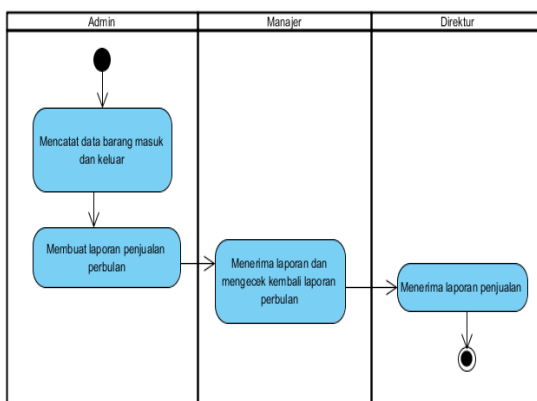 Admin
Manajer
Direktur
Mencatat data barang masuk
dan keluar
Membuat laporan penjualan
perbulan
Menerima laporan dan
mengecek kembali laporan
perbulan
Menerima laporan penjualan